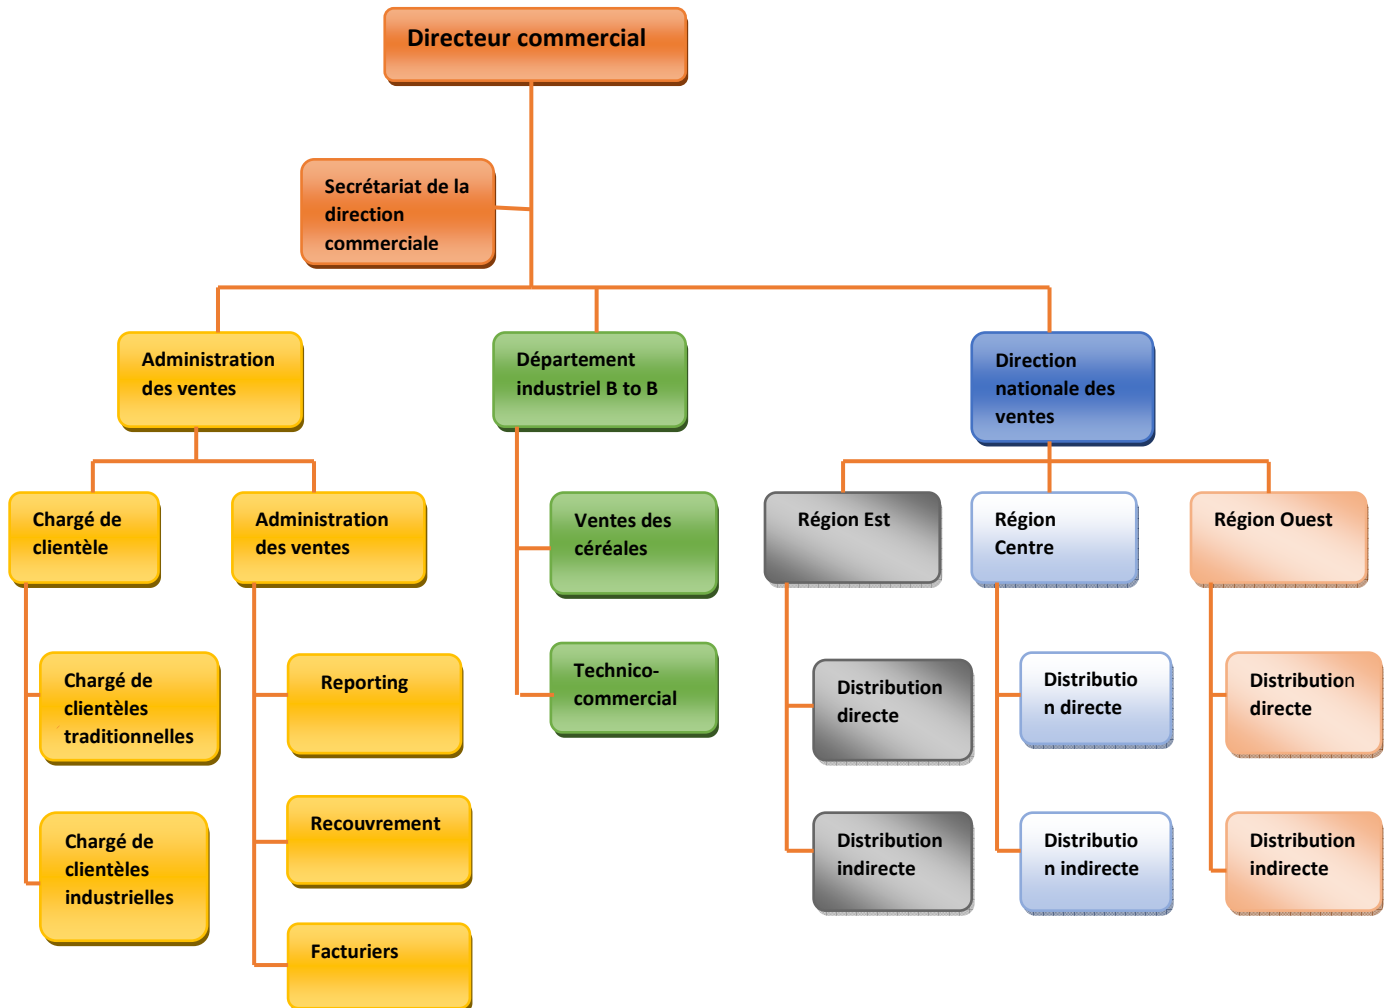 Directeur commercial
Secrétariat de la
direction
commerciale
Administration
des ventes
Département
industriel B to B
Direction
nationale des
ventes
Chargé de
clientèle
Administration
des ventes
Ventes des
céréales
Région Est
Région
Centre
Région Ouest
Chargé de
clientèles
traditionnelles
Reporting
Technico-
commercial
Distribution
directe
Distributio
n directe
Distribution
directe
Chargé de
clientèles
industrielles
Recouvrement
Distribution
indirecte
Distributio
n indirecte
Distribution
indirecte
Facturiers